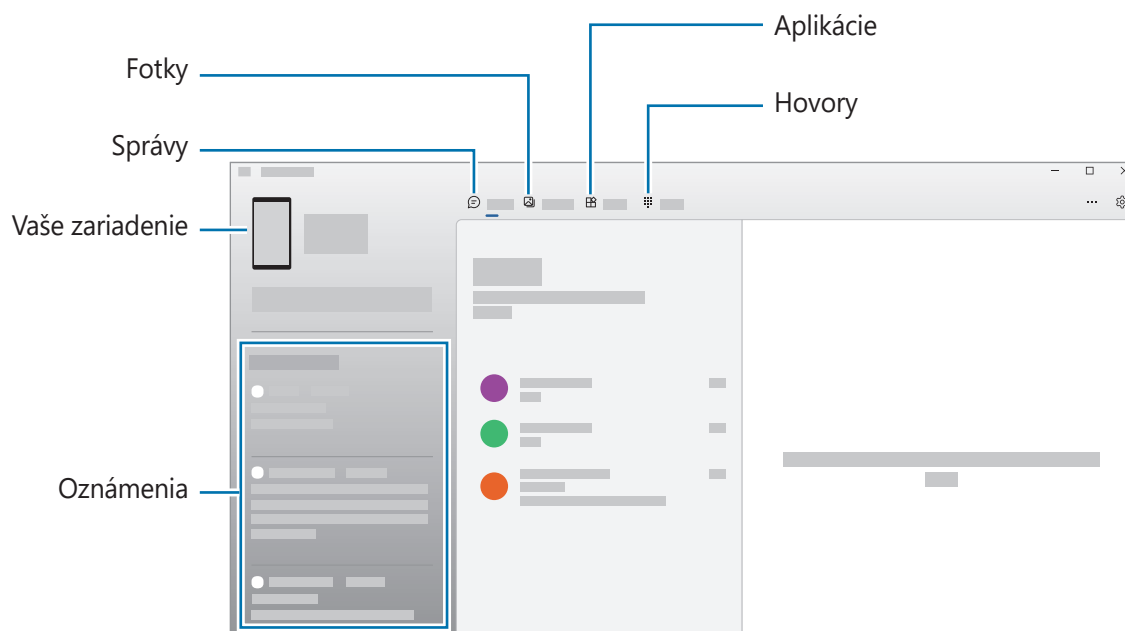 Aplikácie
Fotky
Hovory
Správy
Vaše zariadenie
Oznámenia